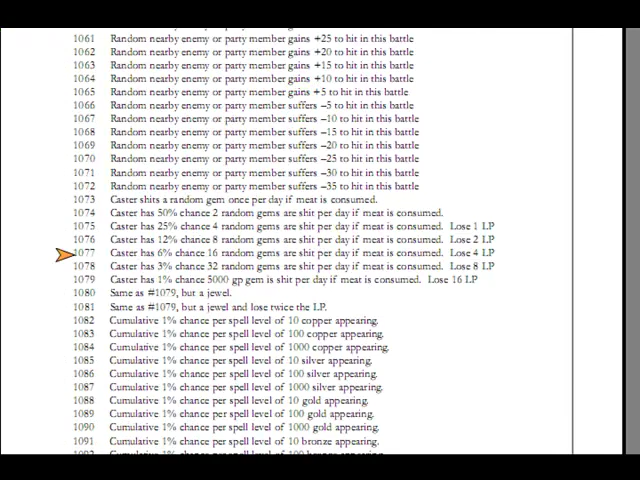 1061 Random nearby enemy or party member gains +25 to hit in this battle
1062 Random nearby enemy or party member gains +20 to hit in this battle
1063 Random nearby enemy or party member gains +15 to hit in this battle
1064 Random nearby enemy or party member gains +10 to hit in this battle
1065 Random nearby enemy or party member gains +5 to hit in this battle
1066 Random nearby enemy or party member suffers –5 to hit in this battle
1067 Random nearby enemy or party member suffers –10 to hit in this battle
1068 Random nearby enemy or party member suffers –15 to hit in this battle
1069 Random nearby enemy or party member suffers –20 to hit in this battle
1070 Random nearby enemy or party member suffers –25 to hit in this battle
1071 Random nearby enemy or party member suffers –30 to hit in this battle
1072 Random nearby enemy or party member suffers –35 to hit in this battle
1073 Caster shits a random gem once per day if meat is consumed.
1074 Caster has 50% chance 2 random gems are shit per day if meat is consumed.
1075 Caster has 25% chance 4 random gems are shit per day if meat is consumed. Lose 1 LP
1076 Caster has 12% chance 8 random gems are shit per day if meat is consumed. Lose 2 LP
1077 Caster has 6% chance 16 random gems are shit per day if meat is consumed. Lose 4 LP
1078 Caster has 3% chance 32 random gems are shit per day if meat is consumed. Lose 8 LP
1079 Caster has 1% chance 5000 gp gem is shit per day if meat is consumed. Lose 16 LP
1080 Same as #1079, but a jewel.
1081 Same as #1079, but a jewel and lose twice the LP.
1082 Cumulative 1% chance per spell level of 10 copper appearing.
1083 Cumulative 1% chance per spell level of 100 copper appearing.
1084 Cumulative 1% chance per spell level of 1000 copper appearing.
1085 Cumulative 1% chance per spell level of 10 silver appearing.
1086 Cumulative 1% chance per spell level of 100 silver appearing.
1087 Cumulative 1% chance per spell level of 1000 silver appearing.
1088 Cumulative 1% chance per spell level of 10 gold appearing.
1089 Cumulative 1% chance per spell level of 100 gold appearing.
1090 Cumulative 1% chance per spell level of 1000 gold appearing.
1091 Cumulative 1% chance per spell level of 10 bronze appearing.
1092 Cumulative 1% chance per spell level of 100 bronze appearing.